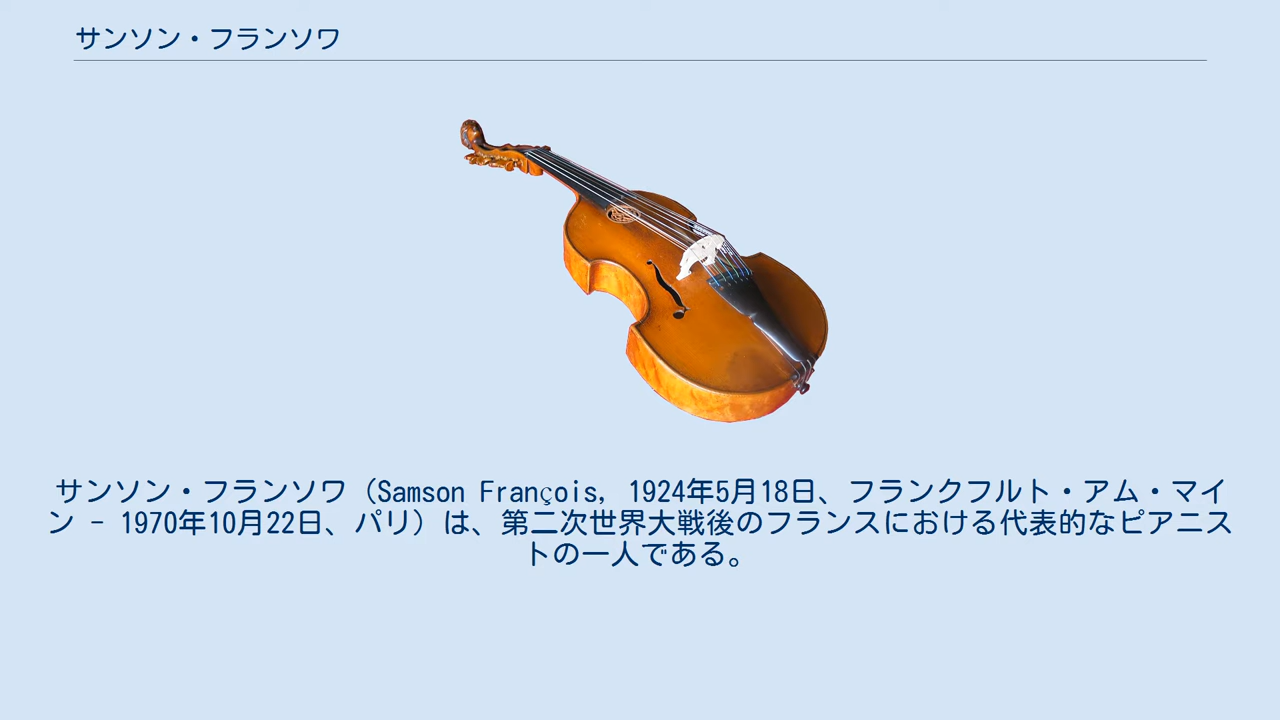 サンソン・フランソワ
サンソン・フランソワ（Samson François, 1924年5月18日、フランクフルト・アム・マイ
ン - 1970年10月22日、パリ）は、第二次世界大戦後のフランスにおける代表的なピアニス
トの一人である。